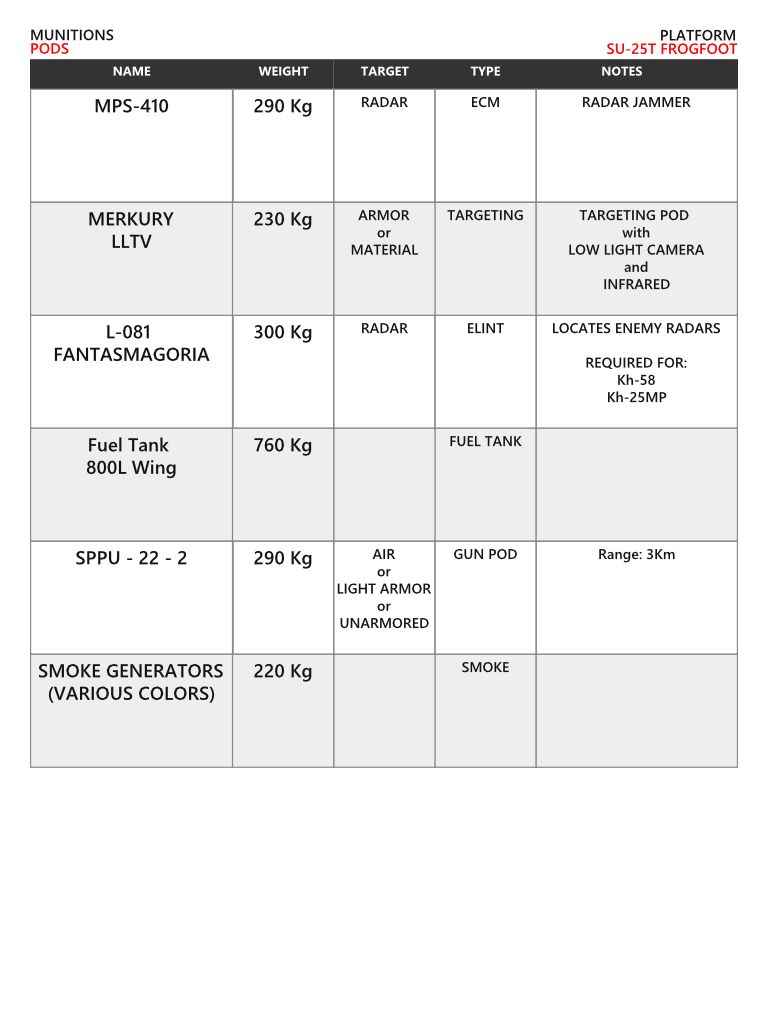 MUNITIONS
PODS
PLATFORM
SU-25T FROGFOOT
NAME WEIGHT TARGET TYPE NOTES
MPS-410
290 Kg
RADAR
ECM
RADAR JAMMER
MERKURY
LLTV
230 Kg
ARMOR
or
MATERIAL
TARGETING
TARGETING POD
with
LOW LIGHT CAMERA
and
INFRARED
L-081
FANTASMAGORIA
300 Kg
RADAR
ELINT
LOCATES ENEMY RADARS
REQUIRED FOR:
Kh-58
Kh-25MP
Fuel Tank
800L Wing
760 Kg
FUEL TANK
SPPU - 22 - 2
290 Kg
AIR
or
LIGHT ARMOR
or
UNARMORED
GUN POD
Range: 3Km
SMOKE GENERATORS
(VARIOUS COLORS)
220 Kg
SMOKE